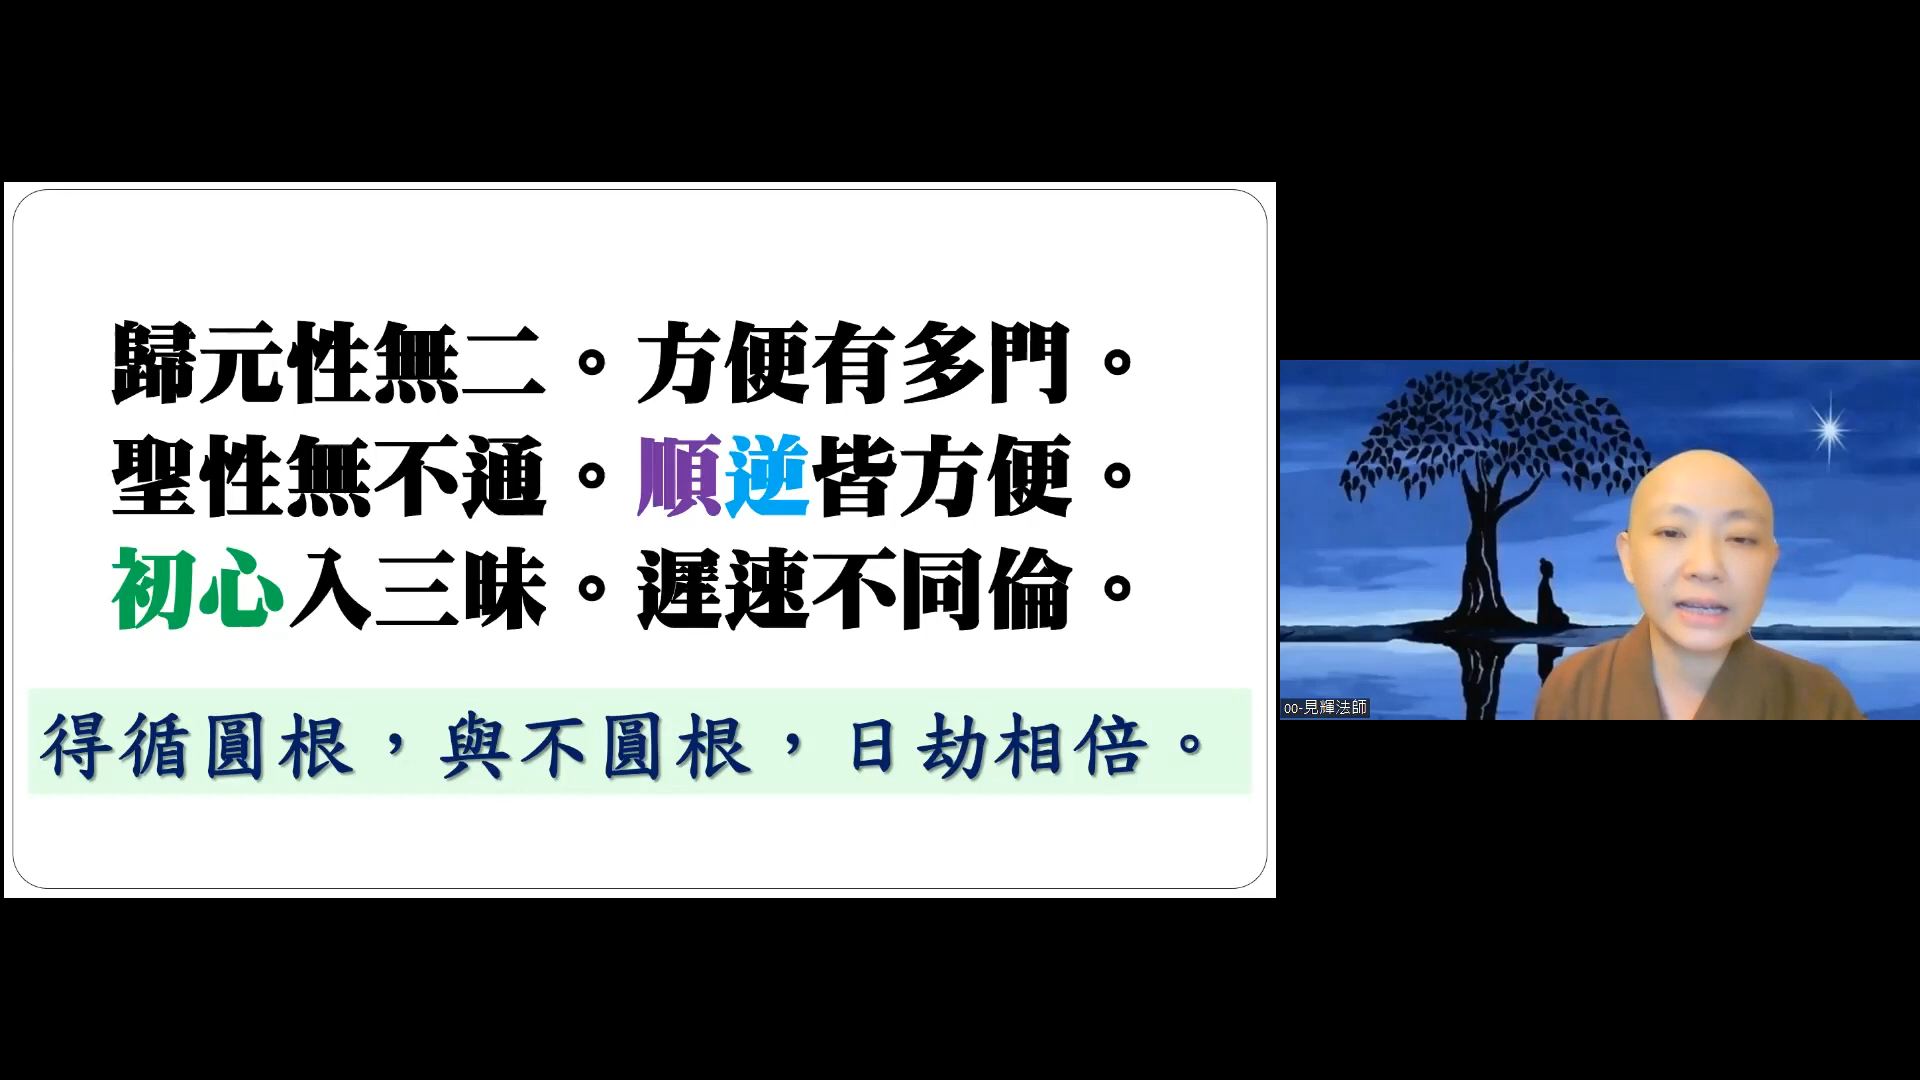 歸元性無二。方便有多門。
聖性無不通。順逆皆方便。
初心入三昧。遲速不同倫。
得循圓根，與不圓根，日劫相倍。
00-見輝法師